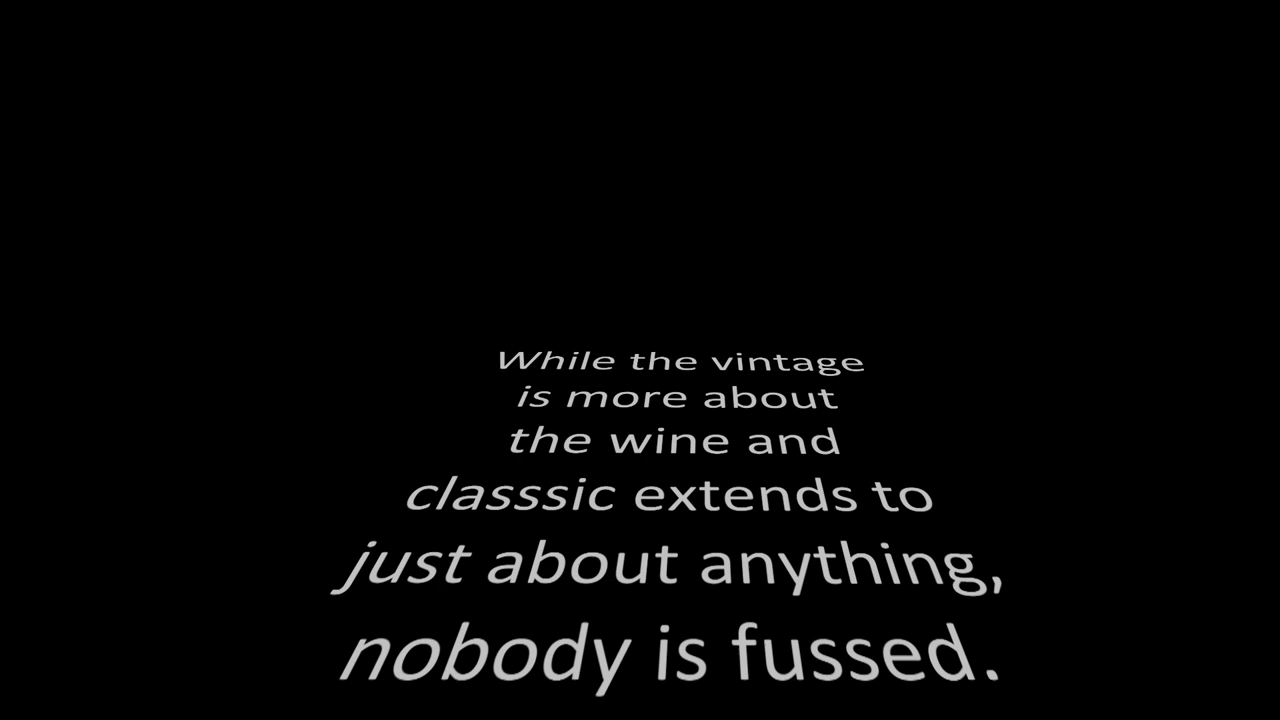 While the vintage
is more about
the wine and
classsic extends to
just about anything,
nobody is fussed.